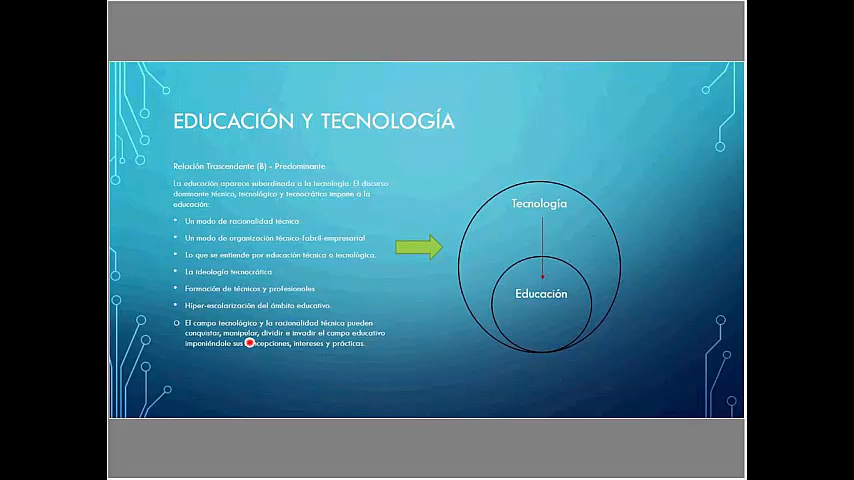 EDUCACIÓN Y TECNOLOGÍA
Relación Trascendente (B) – Predominante
La educación aparece subordinada a la tecnología. El discurso
dominante técnico, tecnológico y tecnocrático impone a la
educación:
• Un modo de racionalidad técnica
• Un modo de organización técnico-fabril-empresarial
• Lo que se entiende por educación técnica o tecnológica.
• La ideología tecnocrática
• Formación de técnicos y profesionales
• Hiper-escolarización del ámbito educativo.
El campo tecnológico y la racionalidad técnica pueden
conquistar, manipular, dividir e invadir el campo educativo
imponiéndole sus intereses y prácticas.
Tecnología
Educación